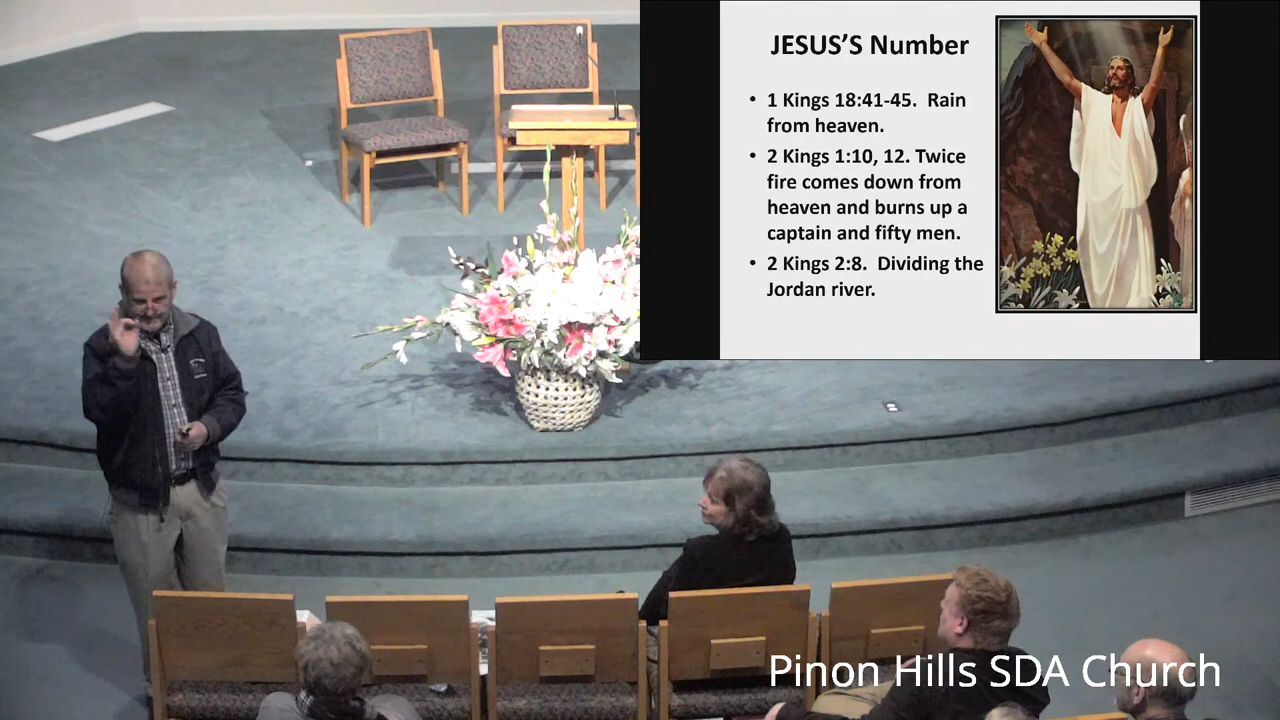 JESUS'S Number
• 1 Kings 18:41-45.  Rain
from heaven.
• 2 Kings 1:10, 12. Twice
fire comes down from
heaven and burns up a
captain and fifty men.
• 2 Kings 2:8.  Dividing the
Jordan river.
Pinon Hills SDA Church